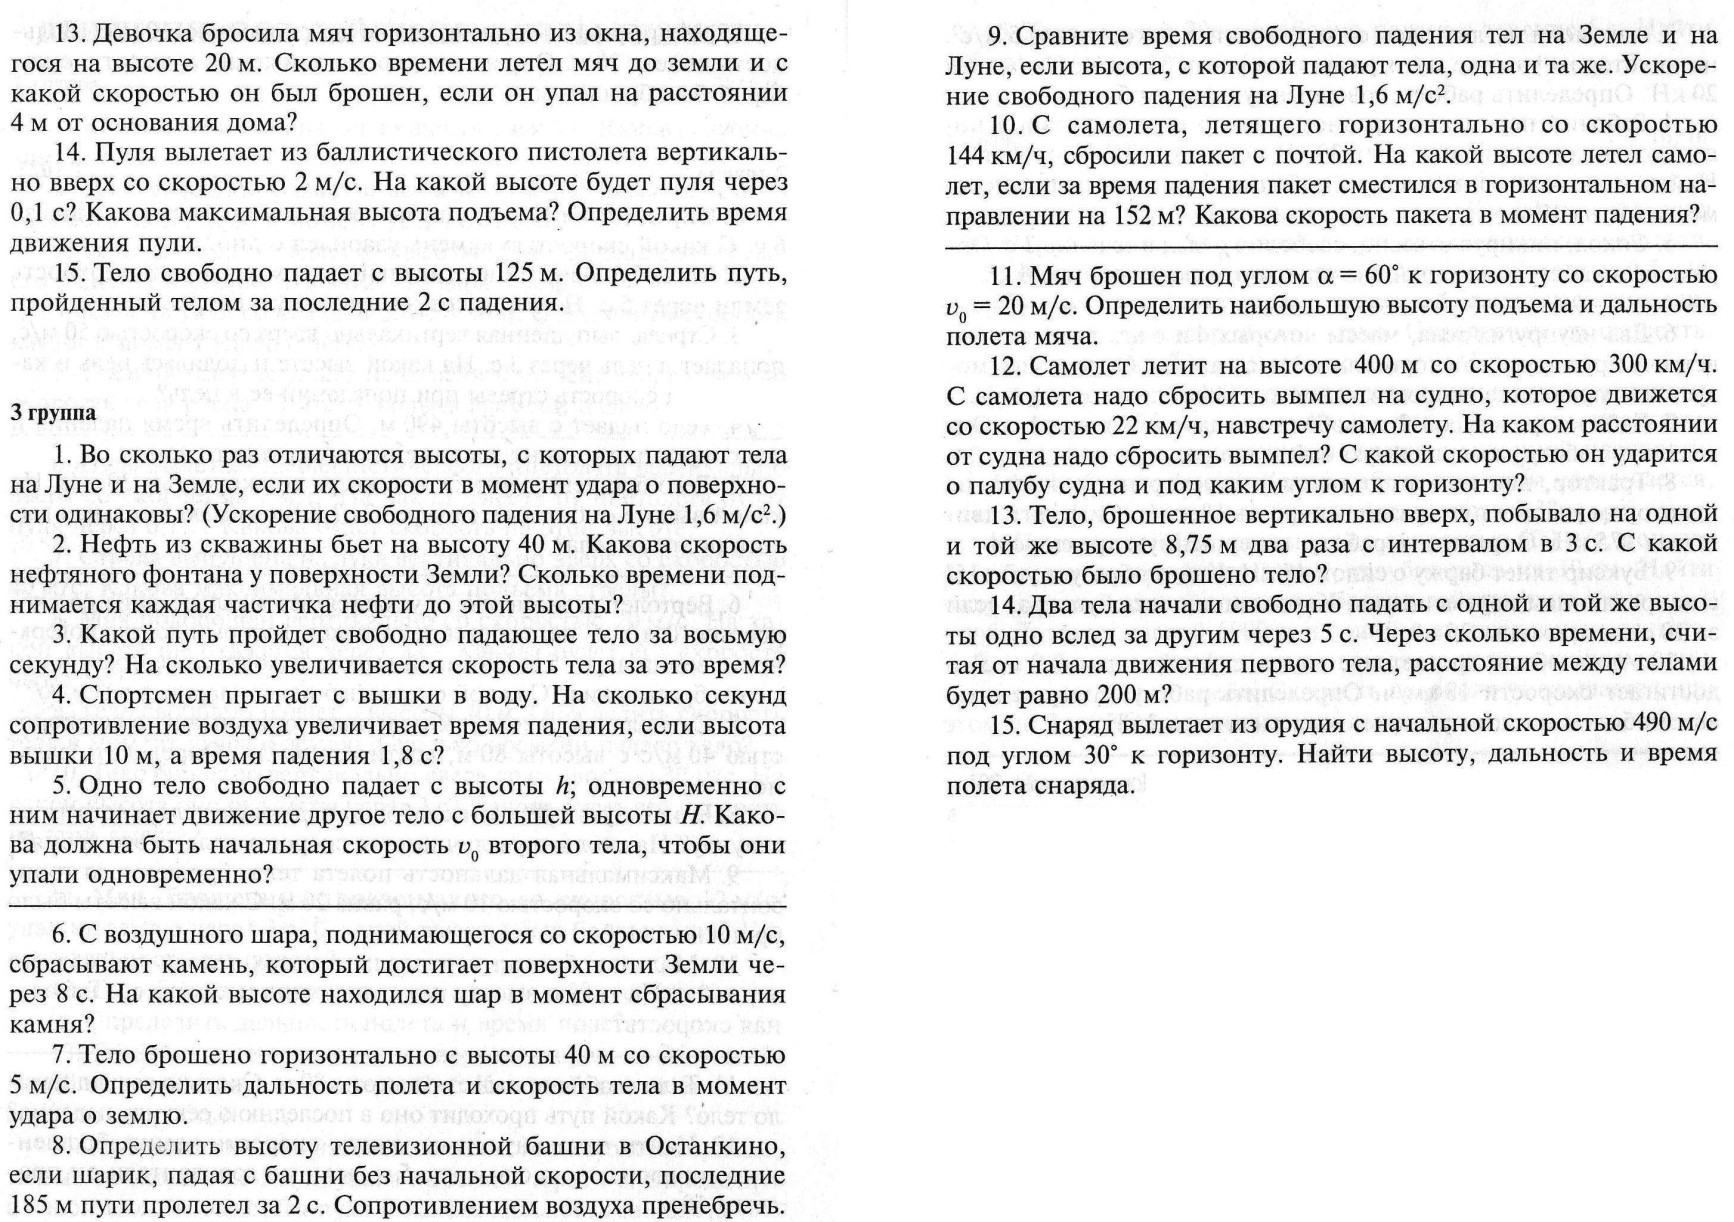 13. Девочка бросила мяч горизонтально из окна, находяще-
гося на высоте 20 м. Сколько времени летел мяч до земли и с
какой скоростью он был брошен, если он упал на расстоянии
4 м от основания дома?
14. Пуля вылетает из баллистического пистолета вертикаль-
но вверх со скоростью 2 м/с. На какой высоте будет пуля через
0,1 с? Какова максимальная высота подъема? Определить время
движения пули.
15. Тело свободно падает с высоты 125 м. Определить путь,
пройденный телом за последние 2 с падения.
3 группа
1. Во сколько раз отличаются высоты, с которых падают тела
на Луне и на Земле, если их скорости в момент удара о поверхно-
сти одинаковы? (Ускорение свободного падения на Луне 1,6 м/с².)
2. Нефть из скважины бьет на высоту 40 м. Какова скорость
нефтяного фонтана у поверхности Земли? Сколько времени под-
нимается каждая частичка нефти до этой высоты?
3. Какой путь пройдет свободно падающее тело за восьмую
секунду? На сколько увеличивается скорость тела за это время?
4. Спортсмен прыгает с вышки в воду. На сколько секунд
сопротивление воздуха увеличивает время падения, если высота
вышки 10 м, а время падения 1,8 с?
5. Одно тело свободно падает с высоты h; одновременно с
ним начинает движение другое тело с большей высоты H. Како-
ва должна быть начальная скорость v₀ второго тела, чтобы они
упали одновременно?
6. С воздушного шара, поднимающегося со скоростью 10 м/с,
сбрасывают камень, который достигает поверхности Земли че-
рез 8 с. На какой высоте находился шар в момент сбрасывания
камня?
7. Тело брошено горизонтально с высоты 40 м со скоростью
5 м/с. Определить дальность полета и скорость тела в момент
удара о землю.
8. Определить высоту телевизионной башни в Останкино,
если шарик, падая с башни без начальной скорости, последние
185 м пути пролетел за 2 с. Сопротивлением воздуха пренебречь.
9. Сравните время свободного падения тел на Земле и на
Луне, если высота, с которой падают тела, одна и та же. Ускоре-
ние свободного падения на Луне 1,6 м/с².
10. С самолета, летящего горизонтально со скоростью
144 км/ч, сбросили пакет с почтой. На какой высоте летел само-
лет, если за время падения пакет сместился в горизонтальном на-
правлении на 152 м? Какова скорость пакета в момент падения?
11. Мяч брошен под углом α = 60° к горизонту со скоростью
v₀ = 20 м/с. Определить наибольшую высоту подъема и дальность
полета мяча.
12. Самолет летит на высоте 400 м со скоростью 300 км/ч.
С самолета надо сбросить вымпел на судно, которое движется
со скоростью 22 км/ч, навстречу самолету. На каком расстоянии
от судна надо сбросить вымпел? С какой скоростью он ударится
о палубу судна и под каким углом к горизонту?
13. Тело, брошенное вертикально вверх, побывало на одной
и той же высоте 8,75 м два раза с интервалом в 3 с. С какой
скоростью было брошено тело?
14. Два тела начали свободно падать с одной и той же высо-
ты одно вслед за другим через 5 с. Через сколько времени, счи-
тая от начала движения первого тела, расстояние между телами
будет равно 200 м?
15. Снаряд вылетает из орудия с начальной скоростью 490 м/с
под углом 30° к горизонту. Найти высоту, дальность и время
полета снаряда.